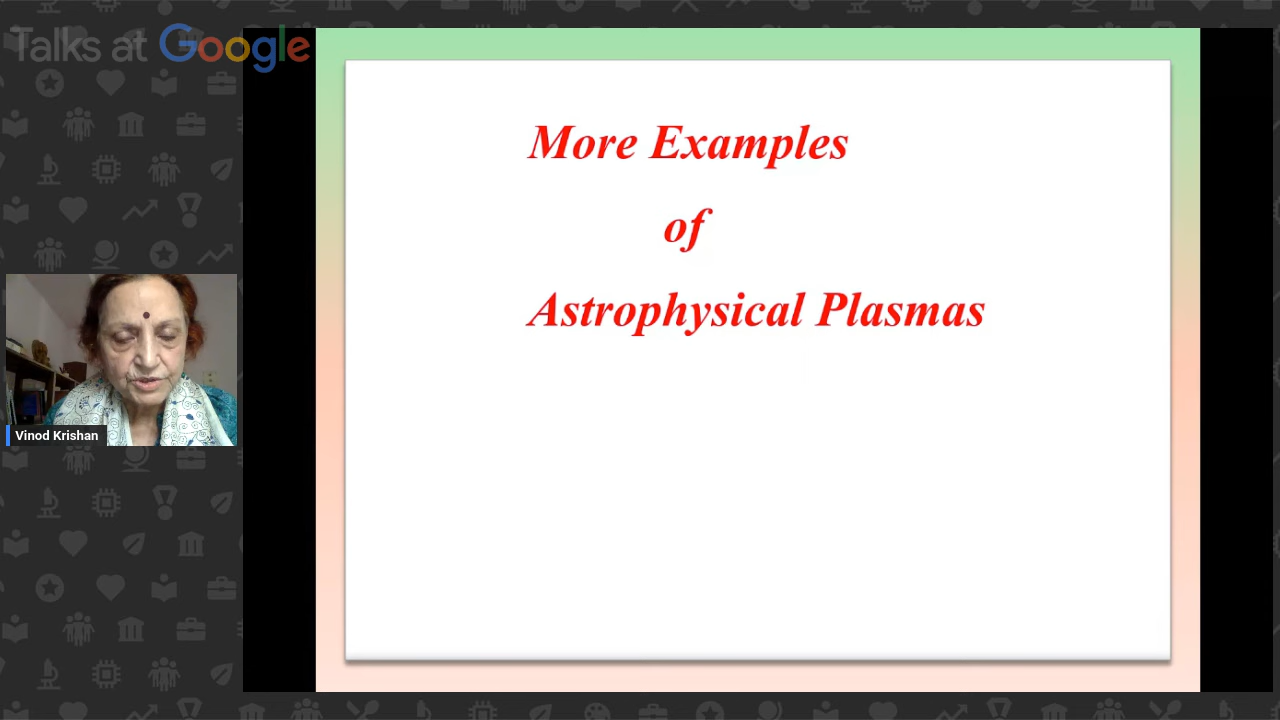 Talks at Google
More Examples
of
Astrophysical Plasmas
Vinod Krishan